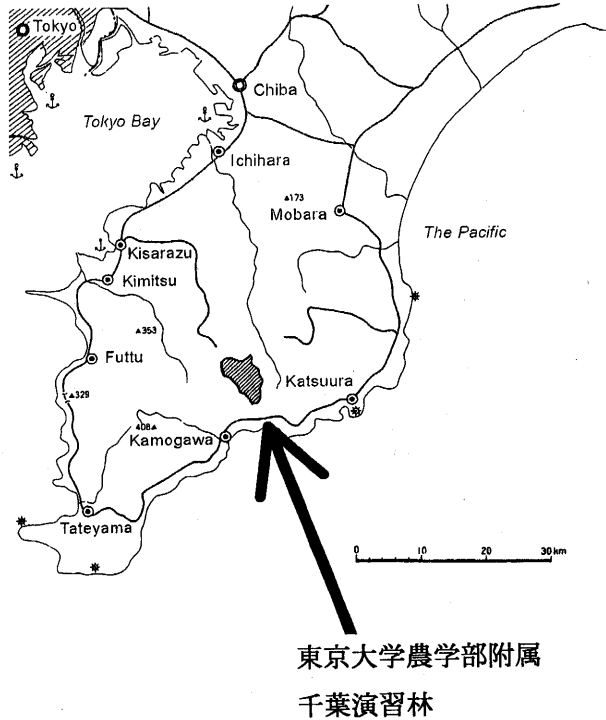 Tokyo
Chiba
Tokyo Bay
Ichihara
▲173
Mobara
The Pacific
Kisarazu
Kimitsu
▲353
Futtu
Katsuura
▲329
408▲
Kamogawa
Tateyama
0 10 20 30 km
東京大学農学部附属
千葉演習林